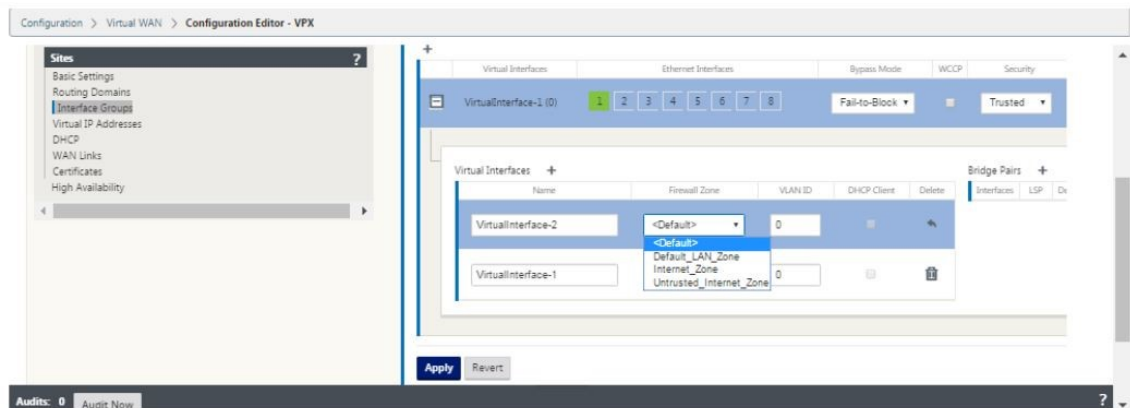 Configuration > Virtual WAN > Configuration Editor - VPX
Sites ?
Basic Settings
Routing Domains
Interface Groups
Virtual IP Addresses
DHCP
WAN Links
Certificates
High Availability
+
Virtual Interfaces Ethernet Interfaces Bypass Mode WCCP Security
VirtualInterface-1 (0) 1 2 3 4 5 6 7 8 Fail-to-Block Trusted
Virtual Interfaces +
Name Firewall Zone VLAN ID DHCP Client Delete
VirtualInterface-2 <Default> 0
<Default>
Default_LAN_Zone
Internet_Zone
Untrusted_Internet_Zone
VirtualInterface-1 0
Bridge Pairs +
Interfaces LSP De
Apply Revert
Audits: 0 Audit Now ?